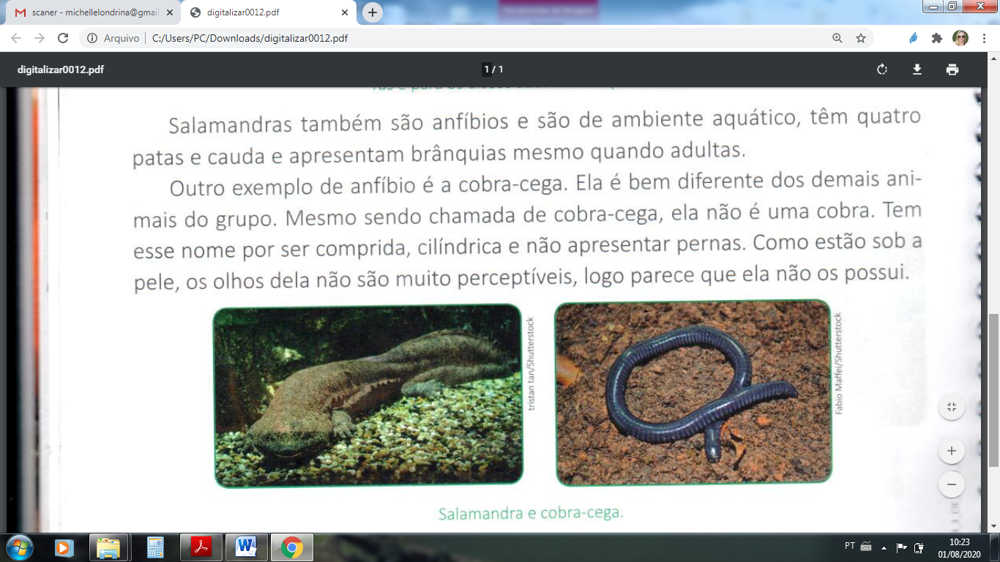 scaner - michellelondrina@gmai
digitalizar0012.pdf
Arquivo
C:/Users/PC/Downloads/digitalizar0012.pdf
digitalizar0012.pdf
1 / 1
Salamandras também são anfíbios e são de ambiente aquático, têm quatro
patas e cauda e apresentam brânquias mesmo quando adultas.
Outro exemplo de anfíbio é a cobra-cega. Ela é bem diferente dos demais ani-
mais do grupo. Mesmo sendo chamada de cobra-cega, ela não é uma cobra. Tem
esse nome por ser comprida, cilíndrica e não apresentar pernas. Como estão sob a
pele, os olhos dela não são muito perceptíveis, logo parece que ela não os possui.
tristan tan/Shutterstock
Fabio Maffei/Shutterstock
Salamandra e cobra-cega.
PT
10:23
01/08/2020